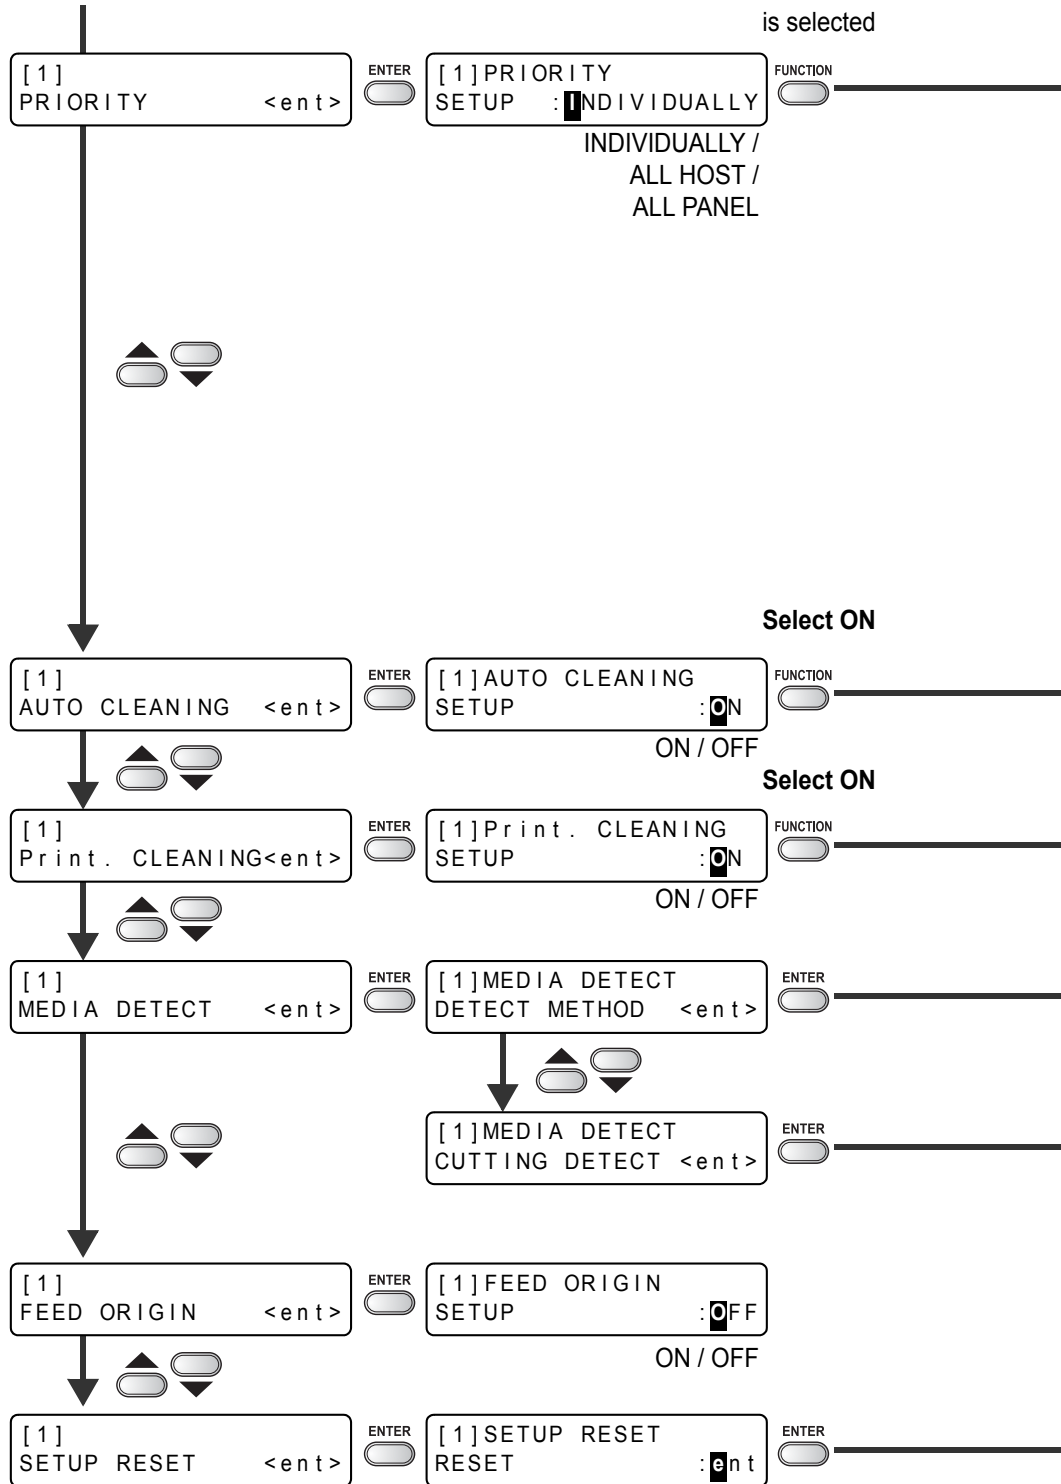 is selected
[1]
PRIORITY <ent>
ENTER
[1]PRIORITY
SETUP :INDIVIDUALLY
FUNCTION
INDIVIDUALLY /
ALL HOST /
ALL PANEL
Select ON
[1]
AUTO CLEANING <ent>
ENTER
[1]AUTO CLEANING
SETUP :ON
FUNCTION
ON / OFF
Select ON
[1]
Print. CLEANING<ent>
ENTER
[1]Print. CLEANING
SETUP :ON
FUNCTION
ON / OFF
[1]
MEDIA DETECT <ent>
ENTER
[1]MEDIA DETECT
DETECT METHOD <ent>
ENTER
[1]MEDIA DETECT
CUTTING DETECT <ent>
ENTER
[1]
FEED ORIGIN <ent>
ENTER
[1]FEED ORIGIN
SETUP :OFF
ON / OFF
[1]
SETUP RESET <ent>
ENTER
[1]SETUP RESET
RESET :ent
ENTER